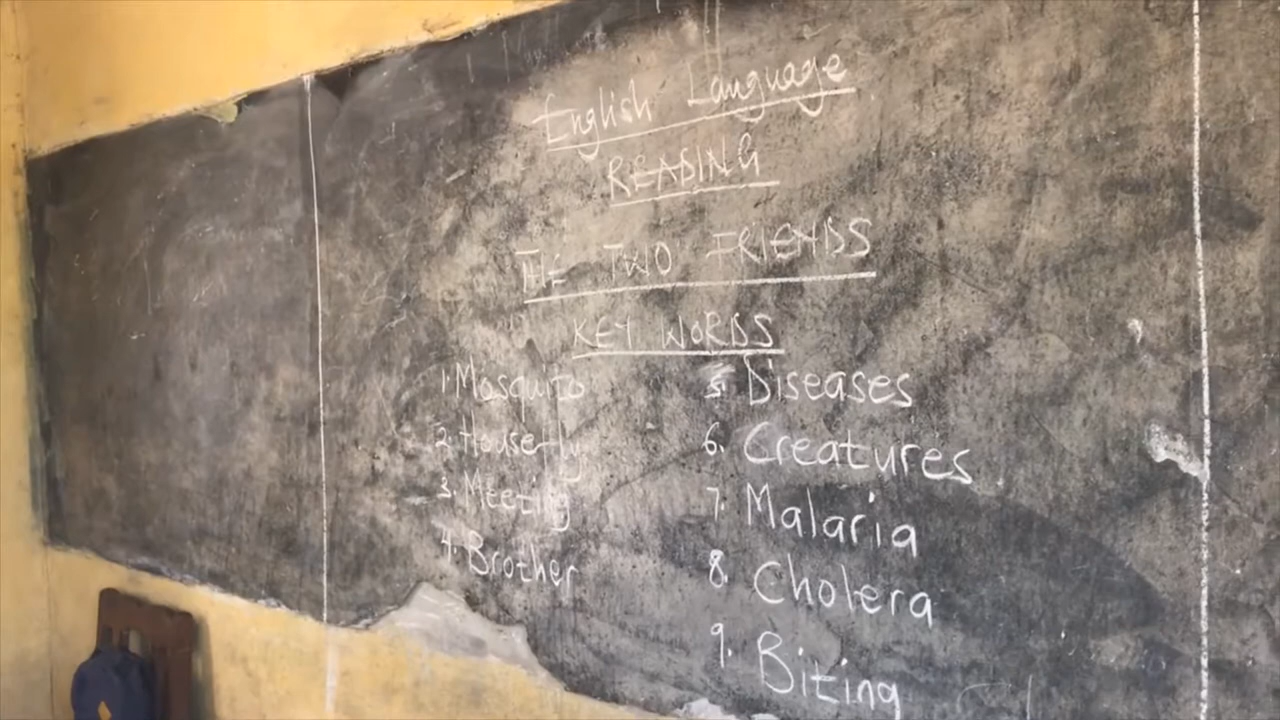 English Language
READING
THE TWO FRIENDS
KEY WORDS
1. Mosquito
2. Housefly
3. Meeting
4. Brother
5. Diseases
6. Creatures
7. Malaria
8. Cholera
9. Biting